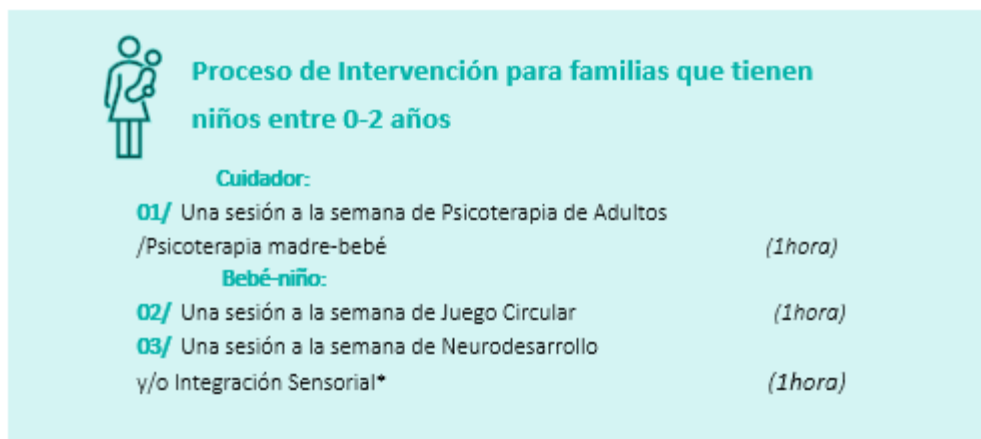 Proceso de Intervención para familias que tienen
niños entre 0-2 años
Cuidador:
01/ Una sesión a la semana de Psicoterapia de Adultos
/Psicoterapia madre-bebé (1hora)
Bebé-niño:
02/ Una sesión a la semana de Juego Circular (1hora)
03/ Una sesión a la semana de Neurodesarrollo
y/o Integración Sensorial* (1hora)